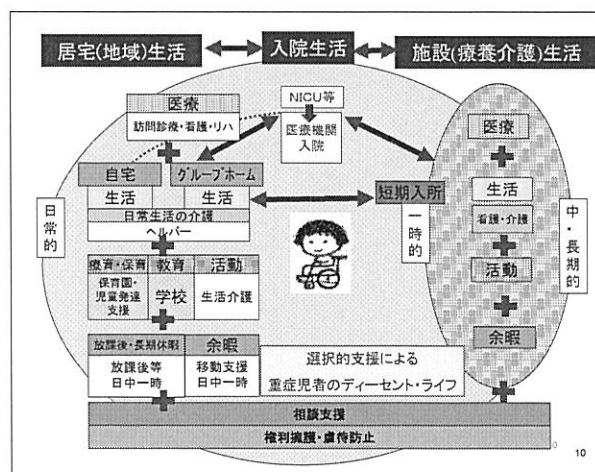 居宅(地域)生活
入院生活
施設(療養介護)生活
医療
訪問診療・看護・リハ
NICU等
医療機関
入院
自宅
グループホーム
生活
生活
日常生活の介護
ヘルパー
短期入所
日常的
一時的
中・長期的
医療
生活
看護・介護
活動
余暇
療育・保育
教育
活動
保育園・
児童発達
支援
学校
生活介護
放課後・長期休暇
余暇
放課後等
日中一時
移動支援
日中一時
選択的支援による
重症児者のディーセント・ライフ
相談支援
権利擁護・虐待防止
10